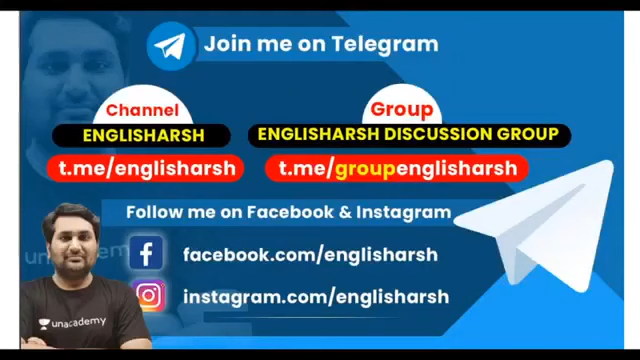 Join me on Telegram
Channel
ENGLISHARSH
t.me/englisharsh
Group
ENGLISHARSH DISCUSSION GROUP
t.me/groupenglisharsh
Follow me on Facebook & Instagram
facebook.com/englisharsh
instagram.com/englisharsh
unacademy
unacademy